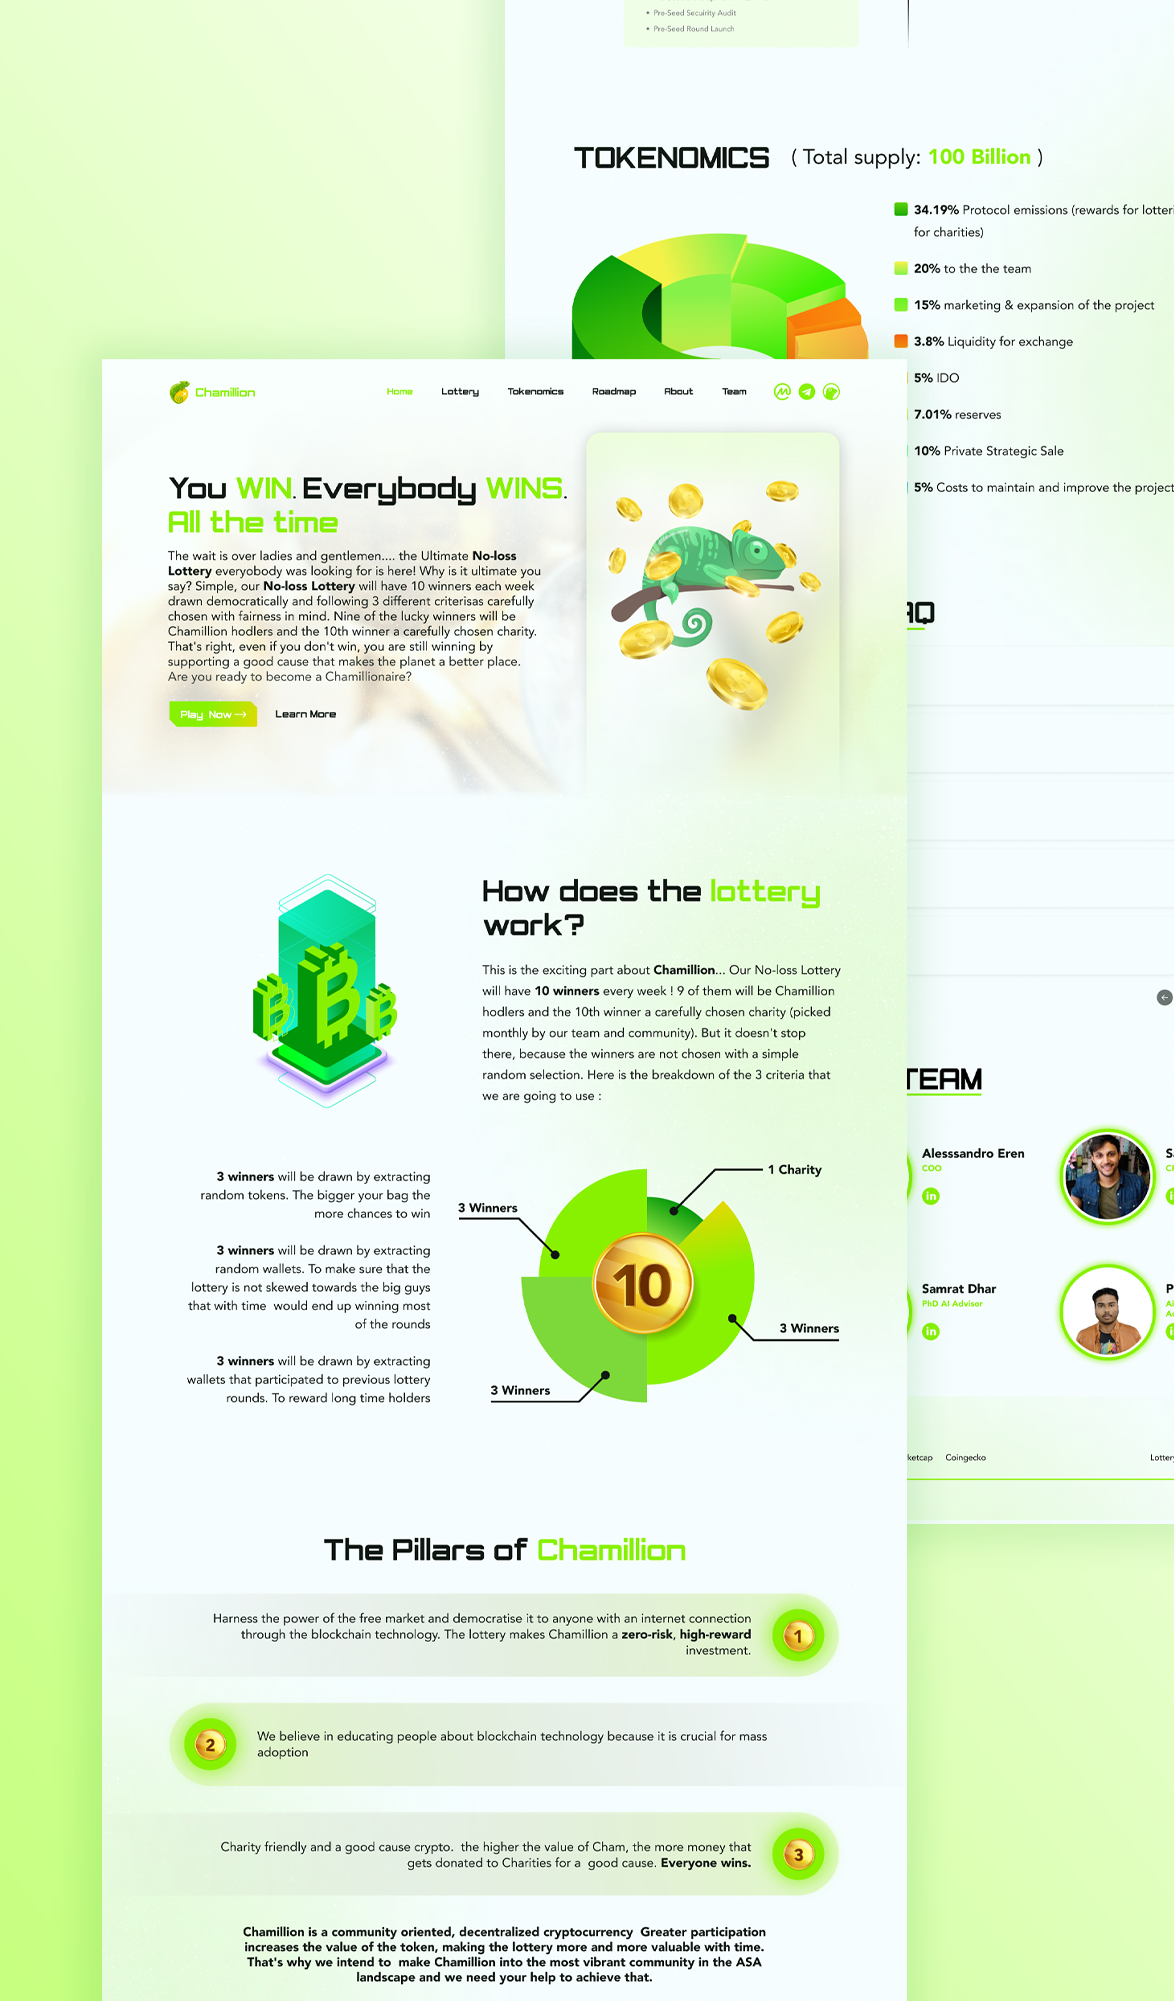 • Pre-Seed Secuirity Audit
• Pre-Seed Round Launch
TOKENOMICS ( Total supply: 100 Billion )
34.19% Protocol emissions (rewards for lotteri
for charities)
20% to the the team
15% marketing & expansion of the project
3.8% Liquidity for exchange
5% IDO
7.01% reserves
10% Private Strategic Sale
5% Costs to maintain and improve the project
AQ
TEAM
Alesssandro Eren
COO
Samrat Dhar
PhD AI Advisor
ketcap Coingecko
Lottery
Chamillion
Home Lottery Tokenomics Roadmap About Team
You WIN. Everybody WINS.
All the time
The wait is over ladies and gentlemen.... the Ultimate No-loss
Lottery everybody was looking for is here! Why is it ultimate you
say? Simple, our No-loss Lottery will have 10 winners each week
drawn democratically and following 3 different criterisas carefully
chosen with fairness in mind. Nine of the lucky winners will be
Chamillion hodlers and the 10th winner a carefully chosen charity.
That's right, even if you don't win, you are still winning by
supporting a good cause that makes the planet a better place.
Are you ready to become a Chamillionaire?
Play Now → Learn More
How does the lottery
work?
This is the exciting part about Chamillion... Our No-loss Lottery
will have 10 winners every week ! 9 of them will be Chamillion
hodlers and the 10th winner a carefully chosen charity (picked
monthly by our team and community). But it doesn't stop
there, because the winners are not chosen with a simple
random selection. Here is the breakdown of the 3 criteria that
we are going to use :
3 winners will be drawn by extracting
random tokens. The bigger your bag the
more chances to win
3 winners will be drawn by extracting
random wallets. To make sure that the
lottery is not skewed towards the big guys
that with time would end up winning most
of the rounds
3 winners will be drawn by extracting
wallets that participated to previous lottery
rounds. To reward long time holders
1 Charity
3 Winners
10
3 Winners
3 Winners
The Pillars of Chamillion
Harness the power of the free market and democratise it to anyone with an internet connection
through the blockchain technology. The lottery makes Chamillion a zero-risk, high-reward
investment.
1
2
We believe in educating people about blockchain technology because it is crucial for mass
adoption
Charity friendly and a good cause crypto. the higher the value of Cham, the more money that
gets donated to Charities for a good cause. Everyone wins.
3
Chamillion is a community oriented, decentralized cryptocurrency Greater participation
increases the value of the token, making the lottery more and more valuable with time.
That's why we intend to make Chamillion into the most vibrant community in the ASA
landscape and we need your help to achieve that.